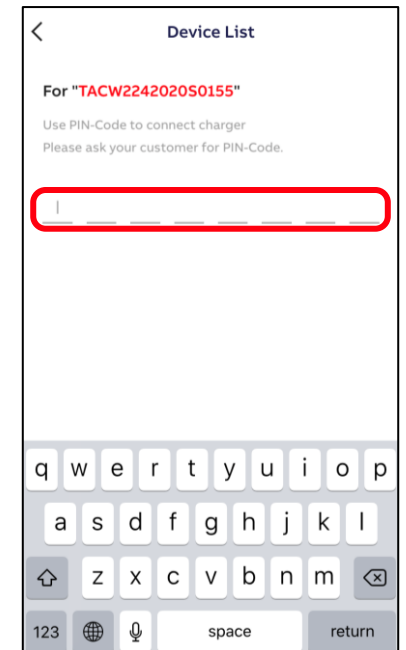 Device List
For "TACW2242020S0155"
Use PIN-Code to connect charger
Please ask your customer for PIN-Code.
q w e r t y u i o p
a s d f g h j k l
z x c v b n m
123 space return